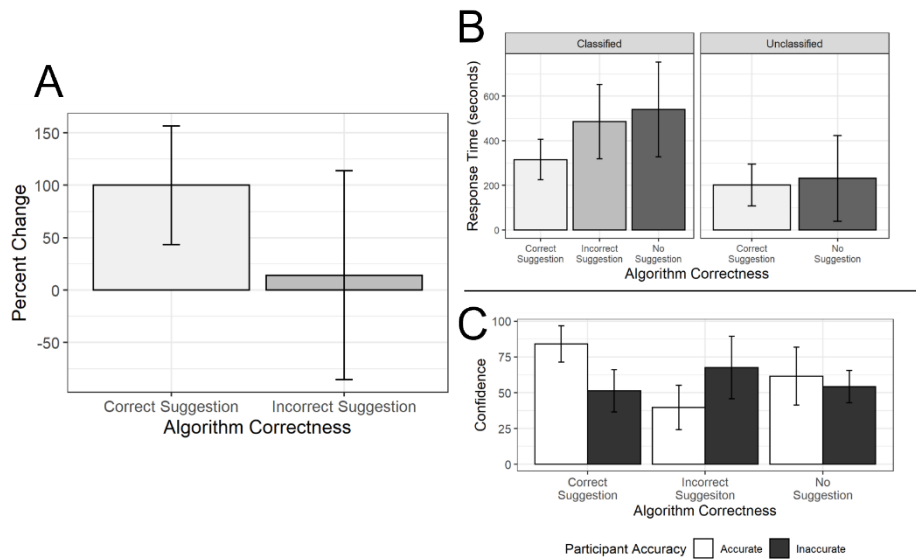 A
Percent Change
150
100
50
0
-50
Correct Suggestion
Incorrect Suggestion
Algorithm Correctness
B
Classified
Unclassified
Response Time (seconds)
600
400
200
0
Correct
Suggestion
Incorrect
Suggestion
No
Suggestion
Correct
Suggestion
No
Suggestion
Algorithm Correctness
C
Confidence
100
75
50
25
0
Correct
Suggestion
Incorrect
Suggesiton
No
Suggestion
Algorithm Correctness
Participant Accuracy
Accurate
Inaccurate